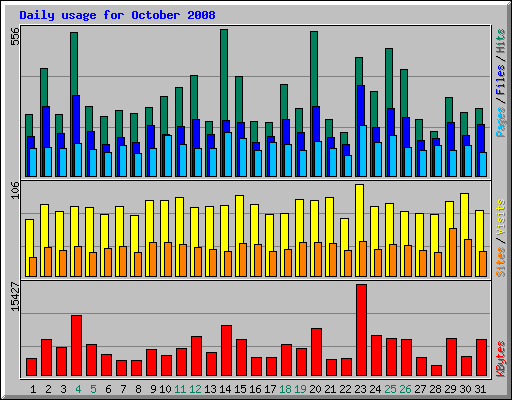 Daily usage for October 2008
556
Pages / Files / Hits
106
Sites / Visits
15427
KBytes
1 2 3 4 5 6 7 8 9 10 11 12 13 14 15 16 17 18 19 20 21 22 23 24 25 26 27 28 29 30 31